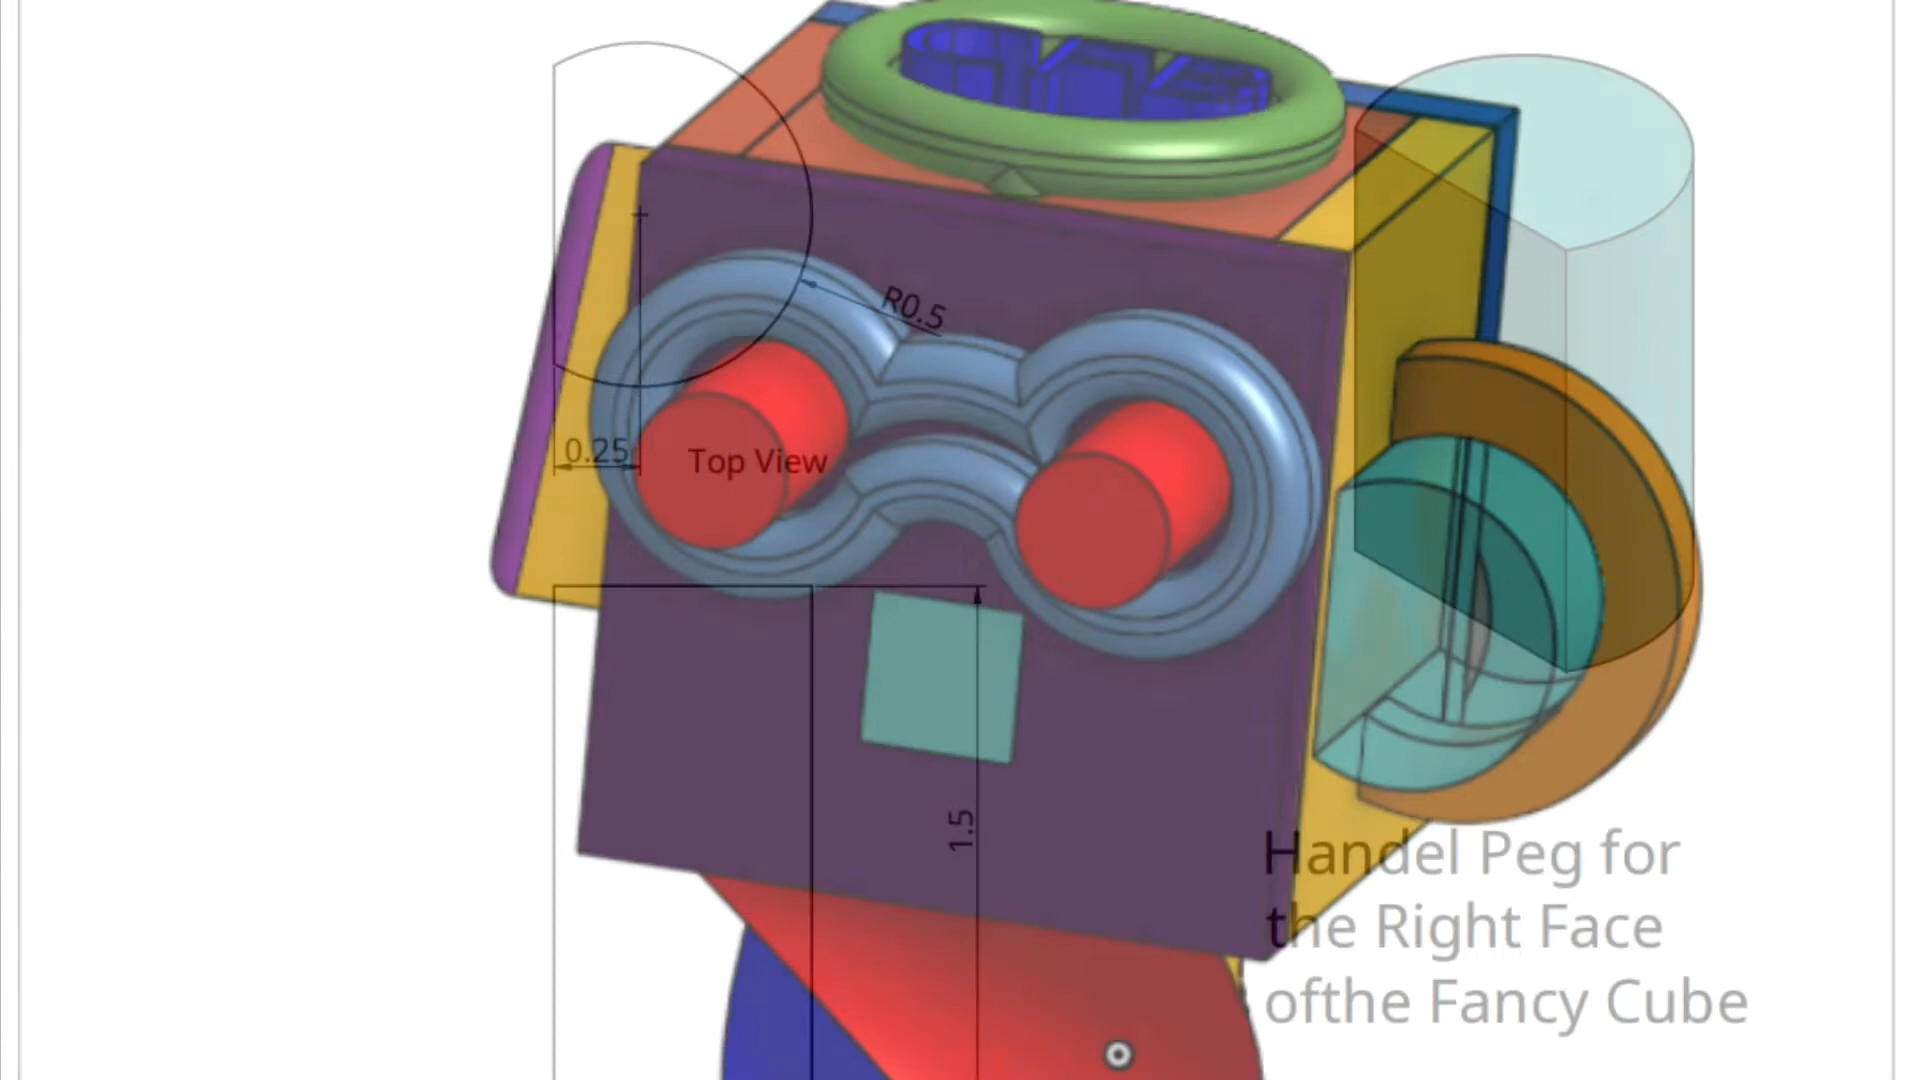 R0.5
0.25
Top View
1.5
Handel Peg for
the Right Face
ofthe Fancy Cube